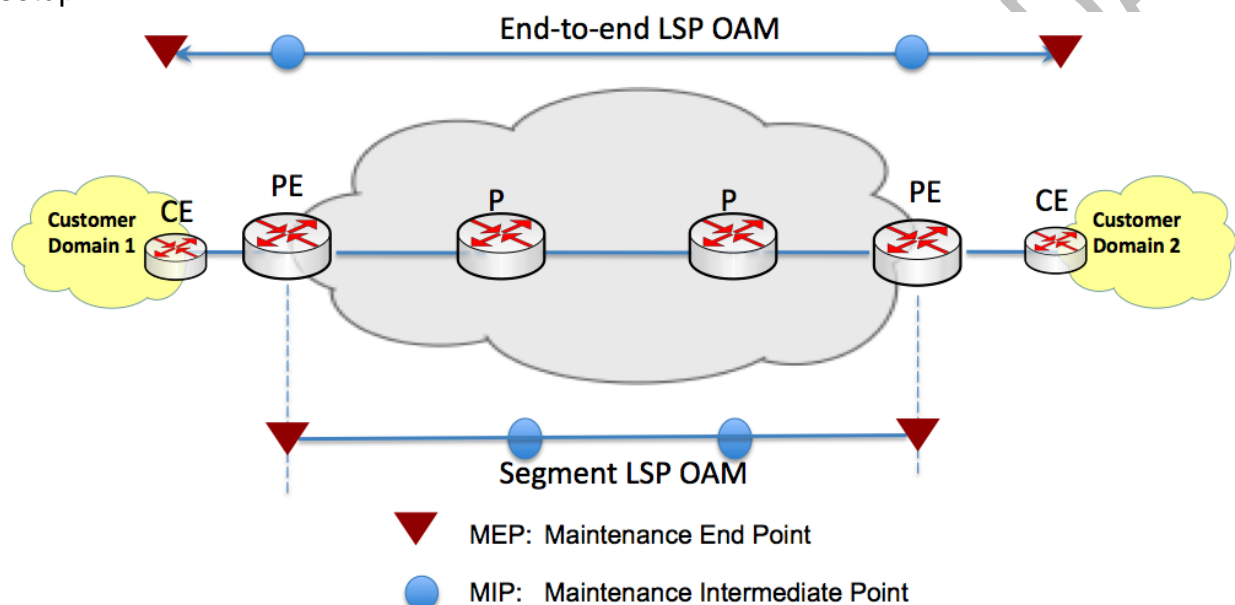 End-to-end LSP OAM
PE
P
P
PE
CE
CE
Customer
Domain 1
Customer
Domain 2
Segment LSP OAM
MEP: Maintenance End Point
MIP: Maintenance Intermediate Point